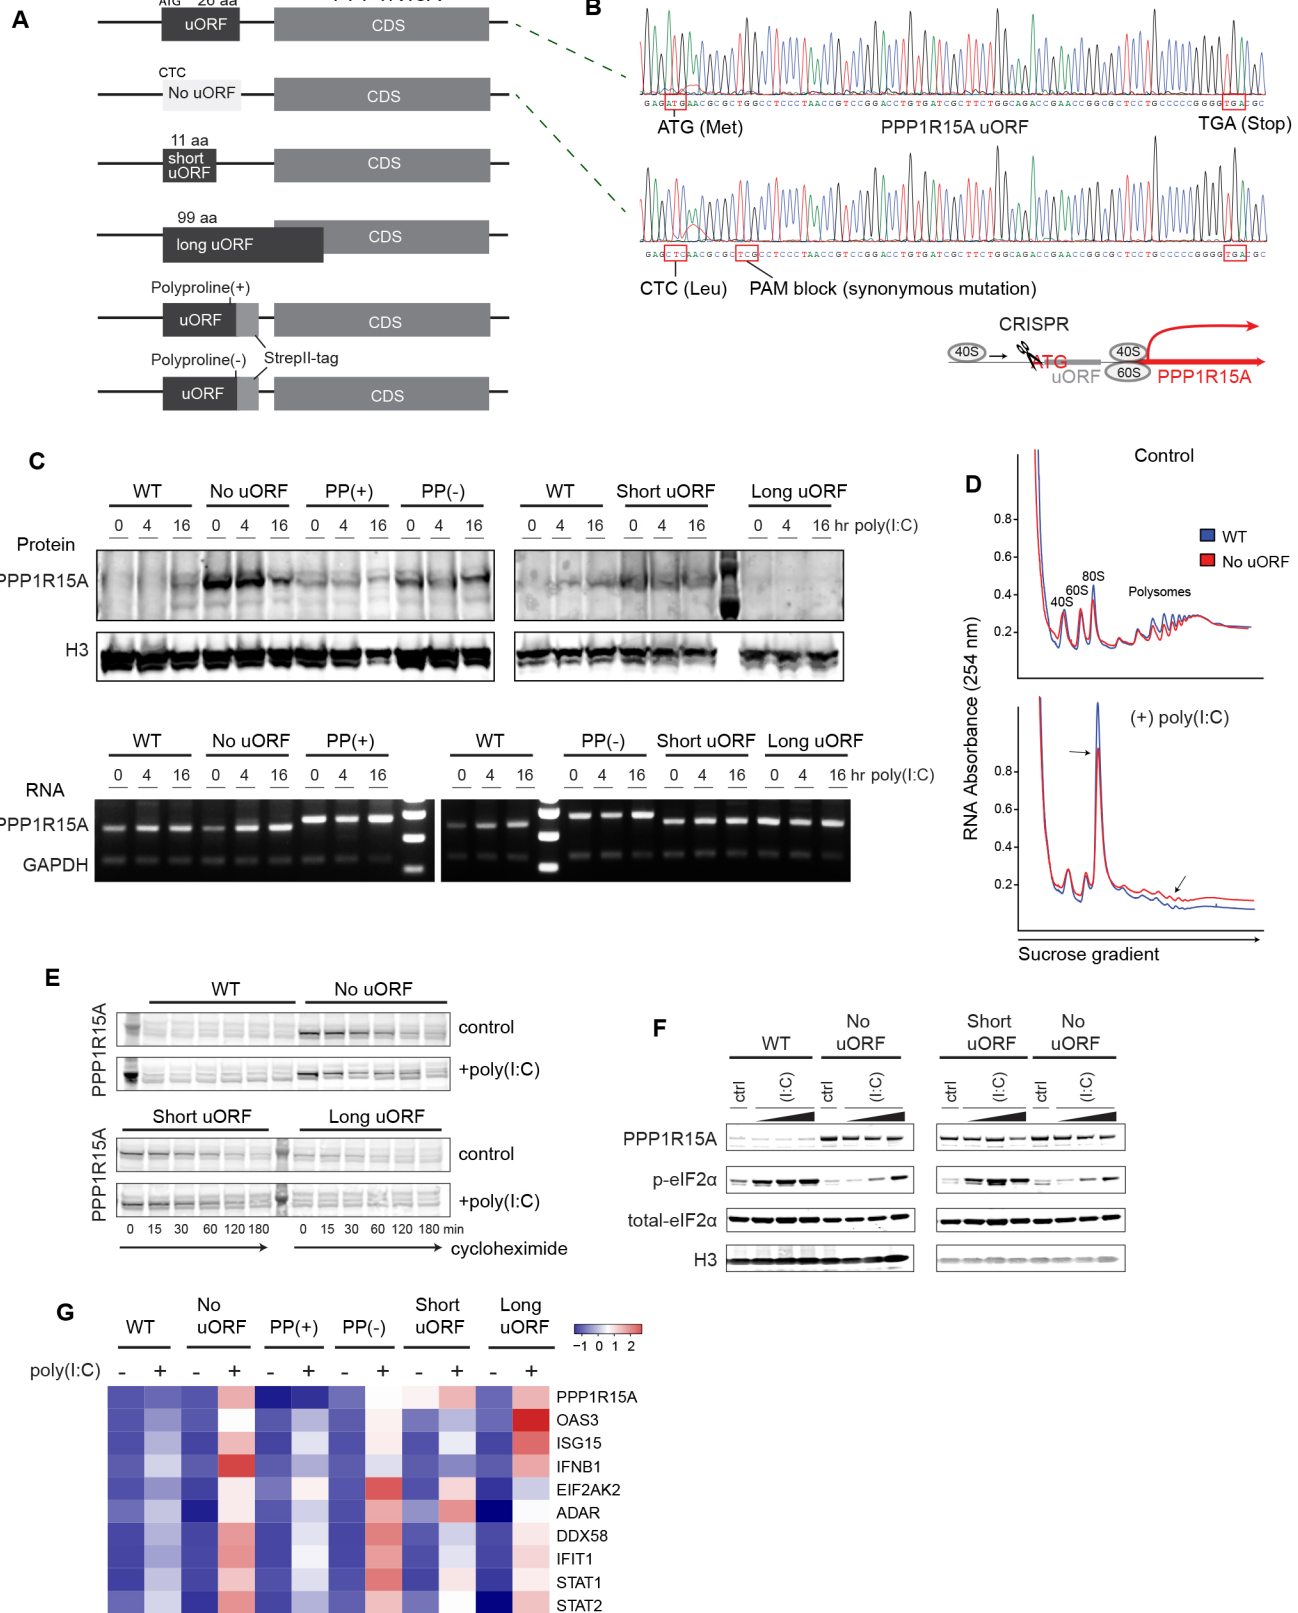 A
ATG 26 aa
uORF
CDS
CTC
No uORF
CDS
11 aa
short
uORF
CDS
99 aa
long uORF
CDS
Polyproline(+)
uORF
CDS
StrepII-tag
Polyproline(-)
uORF
CDS
B
ATG (Met)
PPP1R15A uORF
TGA (Stop)
CTC (Leu)
PAM block (synonymous mutation)
CRISPR
40S
ATG
uORF
40S
60S
PPP1R15A
C
WT No uORF PP(+) PP(-) WT Short uORF Long uORF
0 4 16 0 4 16 0 4 16 0 4 16 0 4 16 0 4 16 0 4 16 hr poly(I:C)
Protein
PPP1R15A
H3
WT No uORF PP(+) WT PP(-) Short uORF Long uORF
0 4 16 0 4 16 0 4 16 0 4 16 0 4 16 0 4 16 0 4 16 hr poly(I:C)
RNA
PPP1R15A
GAPDH
D
Control
WT
No uORF
0.8
0.6
0.4
0.2
40S
60S
80S
Polysomes
RNA Absorbance (254 nm)
(+) poly(I:C)
0.8
0.6
0.4
0.2
Sucrose gradient
E
WT No uORF
PPP1R15A
control
+poly(I:C)
Short uORF Long uORF
PPP1R15A
control
+poly(I:C)
0 15 30 60 120 180 0 15 30 60 120 180 min
cycloheximide
F
WT
No
uORF
Short
uORF
No
uORF
ctrl (I:C) ctrl (I:C) ctrl (I:C) ctrl (I:C)
PPP1R15A
p-eIF2α
total-eIF2α
H3
G
WT
No
uORF
PP(+)
PP(-)
Short
uORF
Long
uORF
−1 0 1 2
poly(I:C) - + - + - + - + - + - +
PPP1R15A
OAS3
ISG15
IFNB1
EIF2AK2
ADAR
DDX58
IFIT1
STAT1
STAT2